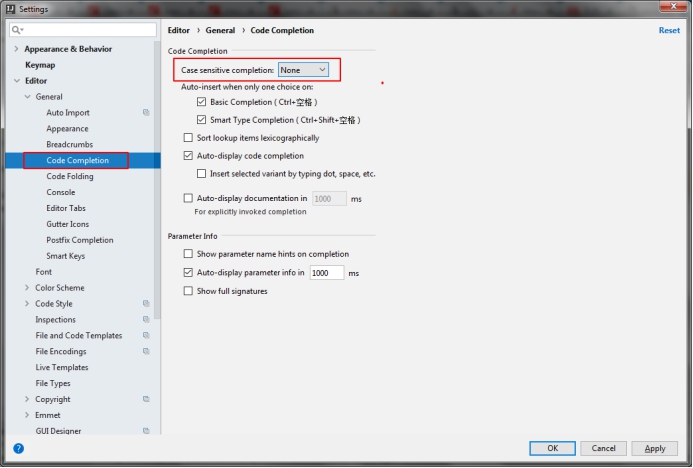 Settings
Appearance & Behavior
Keymap
Editor
General
Auto Import
Appearance
Breadcrumbs
Code Completion
Code Folding
Console
Editor Tabs
Gutter Icons
Postfix Completion
Smart Keys
Font
Color Scheme
Code Style
Inspections
File and Code Templates
File Encodings
Live Templates
File Types
Copyright
Emmet
GUI Designer
Editor › General › Code Completion
Reset
Code Completion
Case sensitive completion: None
Auto-insert when only one choice on:
Basic Completion ( Ctrl+空格 )
Smart Type Completion ( Ctrl+Shift+空格 )
Sort lookup items lexicographically
Auto-display code completion
Insert selected variant by typing dot, space, etc.
Auto-display documentation in 1000 ms
For explicitly invoked completion
Parameter Info
Show parameter name hints on completion
Auto-display parameter info in 1000 ms
Show full signatures
?
OK Cancel Apply